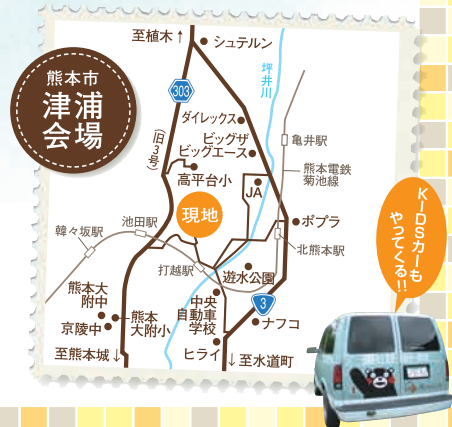 至植木↑
シュテルン
熊本市
津浦
会場
303
坪井川
ダイレックス
(旧3号)
ビッグザ
ビッグエース
亀井駅
熊本電鉄
菊池線
高平台小
JA
現地
ポプラ
KIDSカーも
やってくる!!
池田駅
韓々坂駅
北熊本駅
打越駅
遊水公園
熊本大
附中
中央
自動車
学校
3
京陵中
熊本
大附小
ナフコ
ヒライ
至熊本城↓
↓至水道町